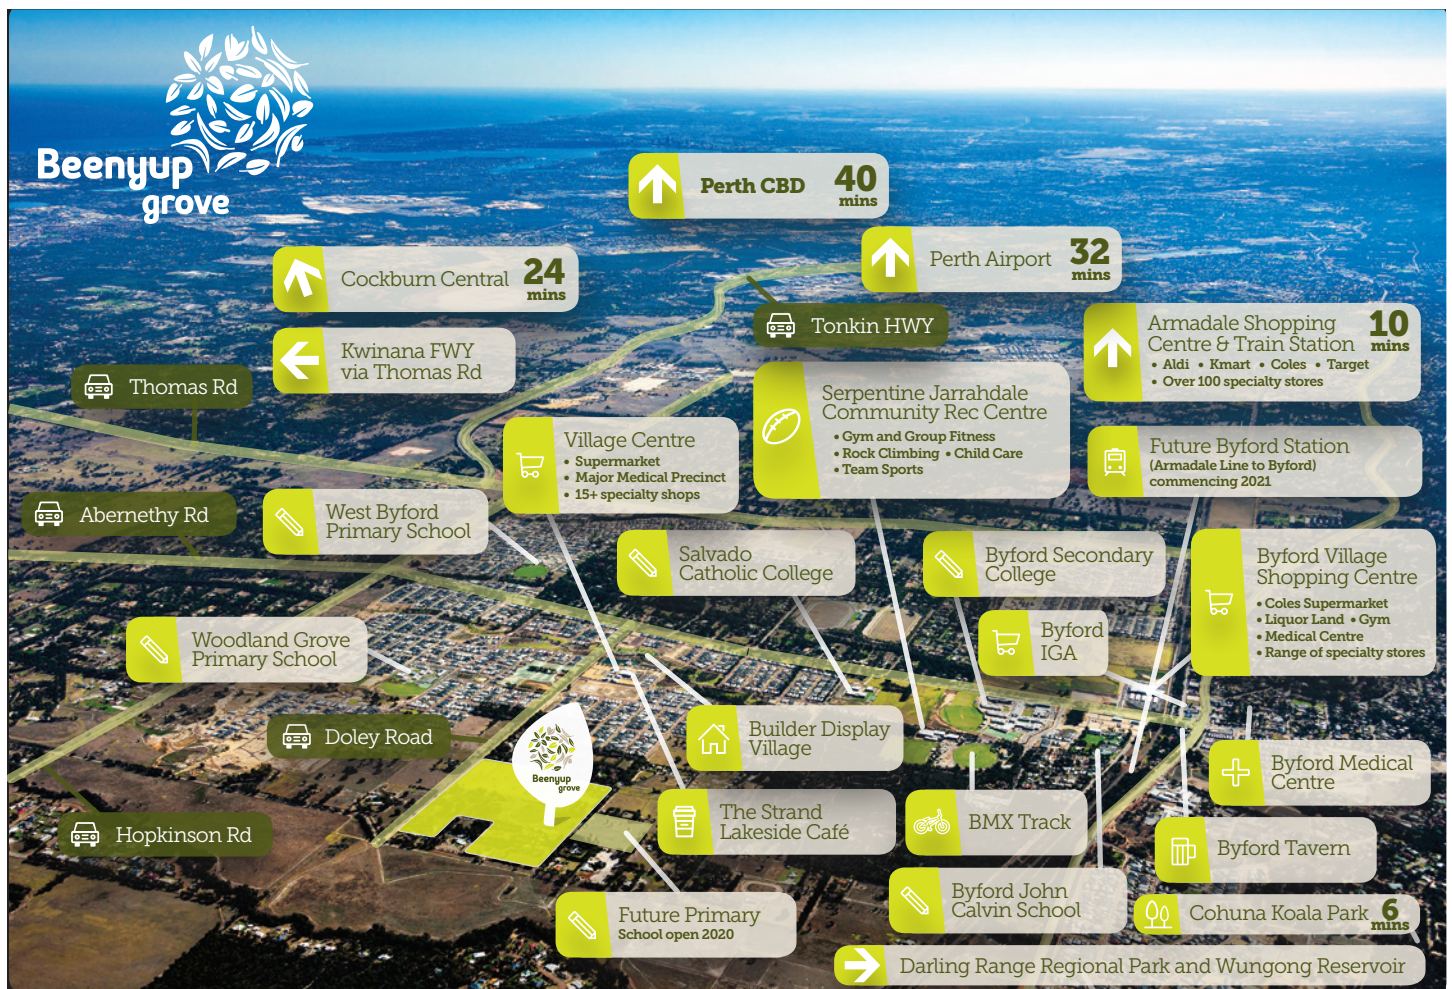 Beenyup
grove
Perth CBD 40
mins
Perth Airport 32
mins
Cockburn Central 24
mins
Kwinana FWY
via Thomas Rd
Tonkin HWY
Armadale Shopping
Centre & Train Station 10
mins
• Aldi • Kmart • Coles • Target
• Over 100 specialty stores
Thomas Rd
Serpentine Jarrahdale
Community Rec Centre
• Gym and Group Fitness
• Rock Climbing • Child Care
• Team Sports
Village Centre
• Supermarket
• Major Medical Precinct
• 15+ specialty shops
Future Byford Station
(Armadale Line to Byford)
commencing 2021
Abernethy Rd
West Byford
Primary School
Salvado
Catholic College
Byford Secondary
College
Byford Village
Shopping Centre
• Coles Supermarket
• Liquor Land • Gym
• Medical Centre
• Range of specialty stores
Byford
IGA
Woodland Grove
Primary School
Doley Road
Beenyup
grove
Builder Display
Village
Byford Medical
Centre
The Strand
Lakeside Café
BMX Track
Hopkinson Rd
Byford Tavern
Future Primary
School open 2020
Byford John
Calvin School
Cohuna Koala Park 6
mins
Darling Range Regional Park and Wungong Reservoir